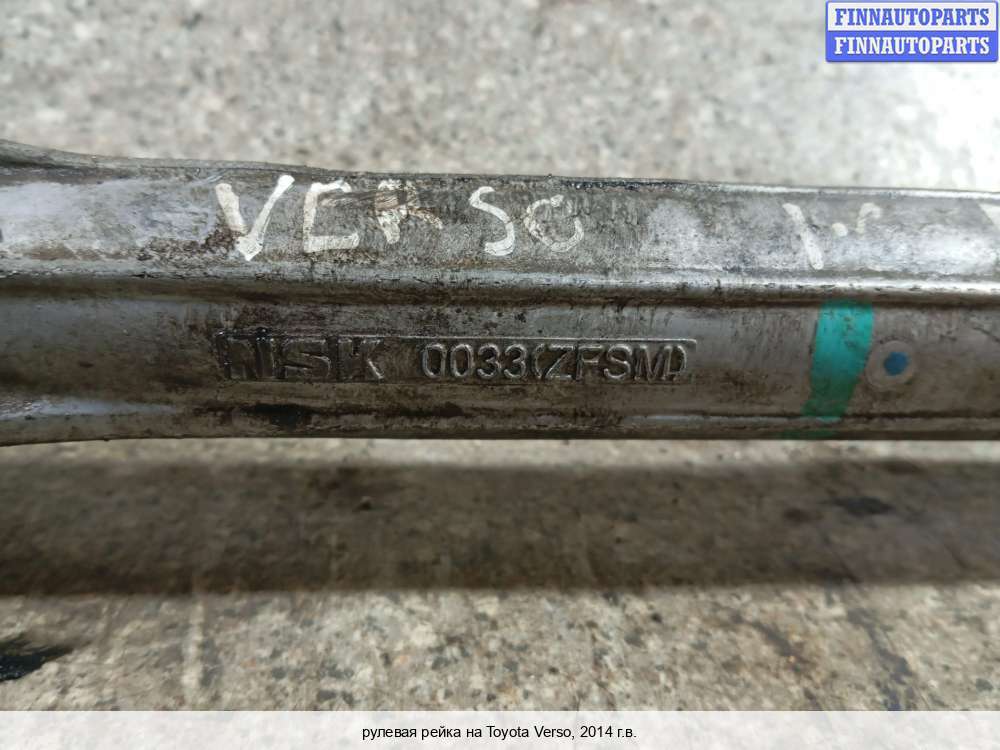 FINNAUTOPARTS
FINNAUTOPARTS
VERSO
NSK 0033(ZFSM)
рулевая рейка на Toyota Verso, 2014 г.в.